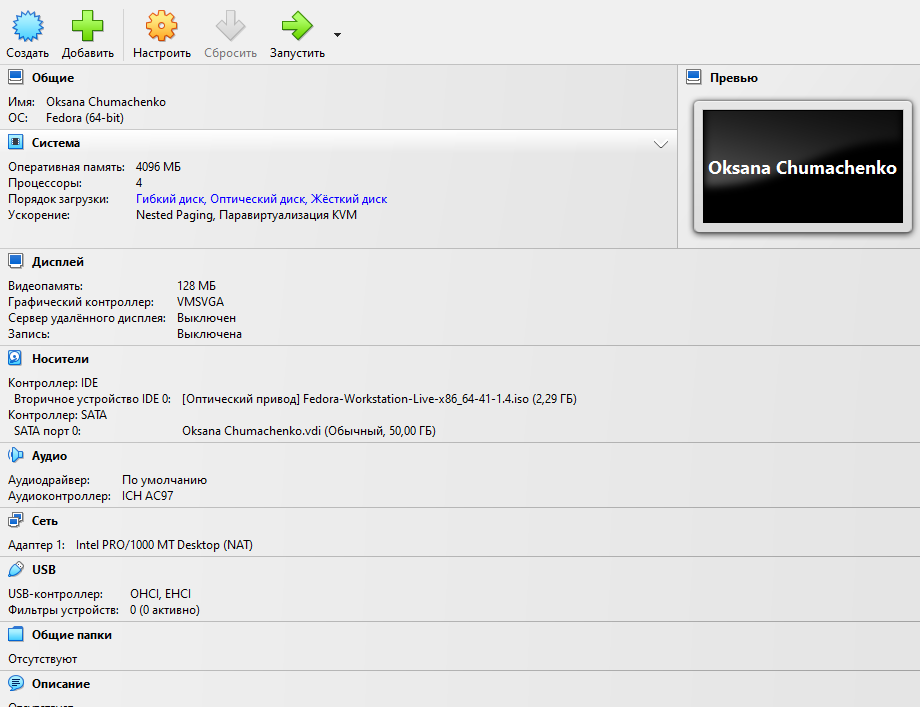 Создать Добавить Настроить Сбросить Запустить
Общие
Имя: Oksana Chumachenko
ОС: Fedora (64-bit)
Система
Оперативная память: 4096 МБ
Процессоры: 4
Порядок загрузки: Гибкий диск, Оптический диск, Жёсткий диск
Ускорение: Nested Paging, Паравиртуализация KVM
Превью
Oksana Chumachenko
Дисплей
Видеопамять: 128 МБ
Графический контроллер: VMSVGA
Сервер удалённого дисплея: Выключен
Запись: Выключена
Носители
Контроллер: IDE
Вторичное устройство IDE 0: [Оптический привод] Fedora-Workstation-Live-x86_64-41-1.4.iso (2,29 ГБ)
Контроллер: SATA
SATA порт 0: Oksana Chumachenko.vdi (Обычный, 50,00 ГБ)
Аудио
Аудиодрайвер: По умолчанию
Аудиоконтроллер: ICH AC97
Сеть
Адаптер 1: Intel PRO/1000 MT Desktop (NAT)
USB
USB-контроллер: OHCI, EHCI
Фильтры устройств: 0 (0 активно)
Общие папки
Отсутствуют
Описание